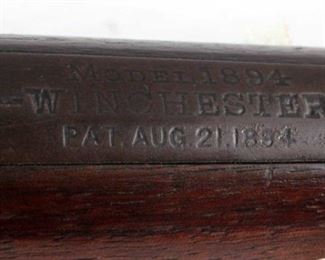 MODEL 1894
-WINCHESTER
PAT. AUG. 21. 1894